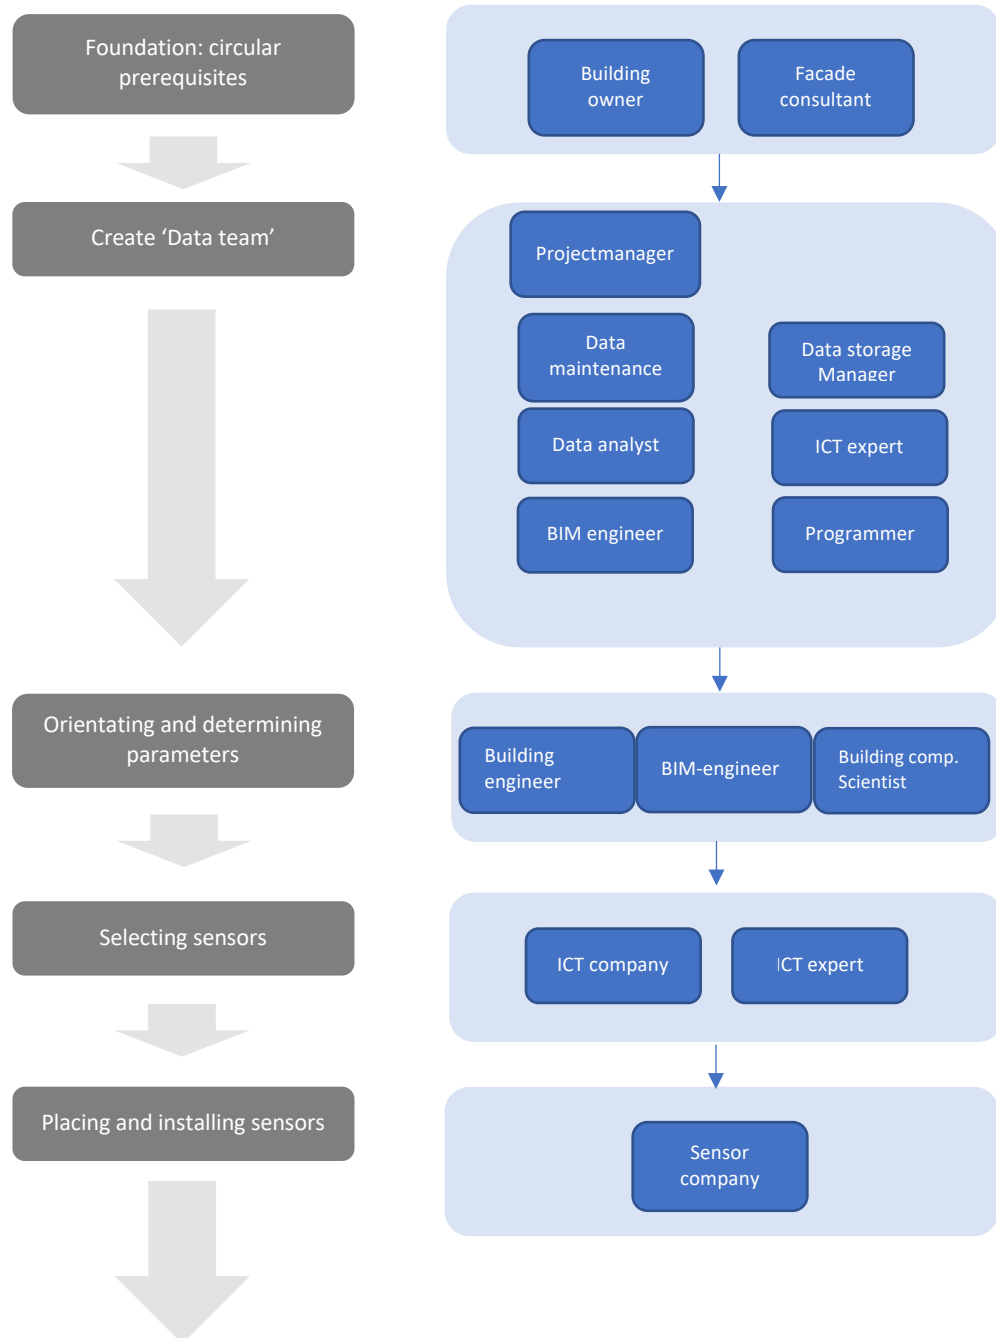 Foundation: circular
prerequisites
Building
owner
Facade
consultant
Create ‘Data team’
Projectmanager
Data
maintenance
Data storage
Manager
Data analyst
ICT expert
BIM engineer
Programmer
Orientating and determining
parameters
Building
engineer
BIM-engineer
Building comp.
Scientist
Selecting sensors
ICT company
ICT expert
Placing and installing sensors
Sensor
company